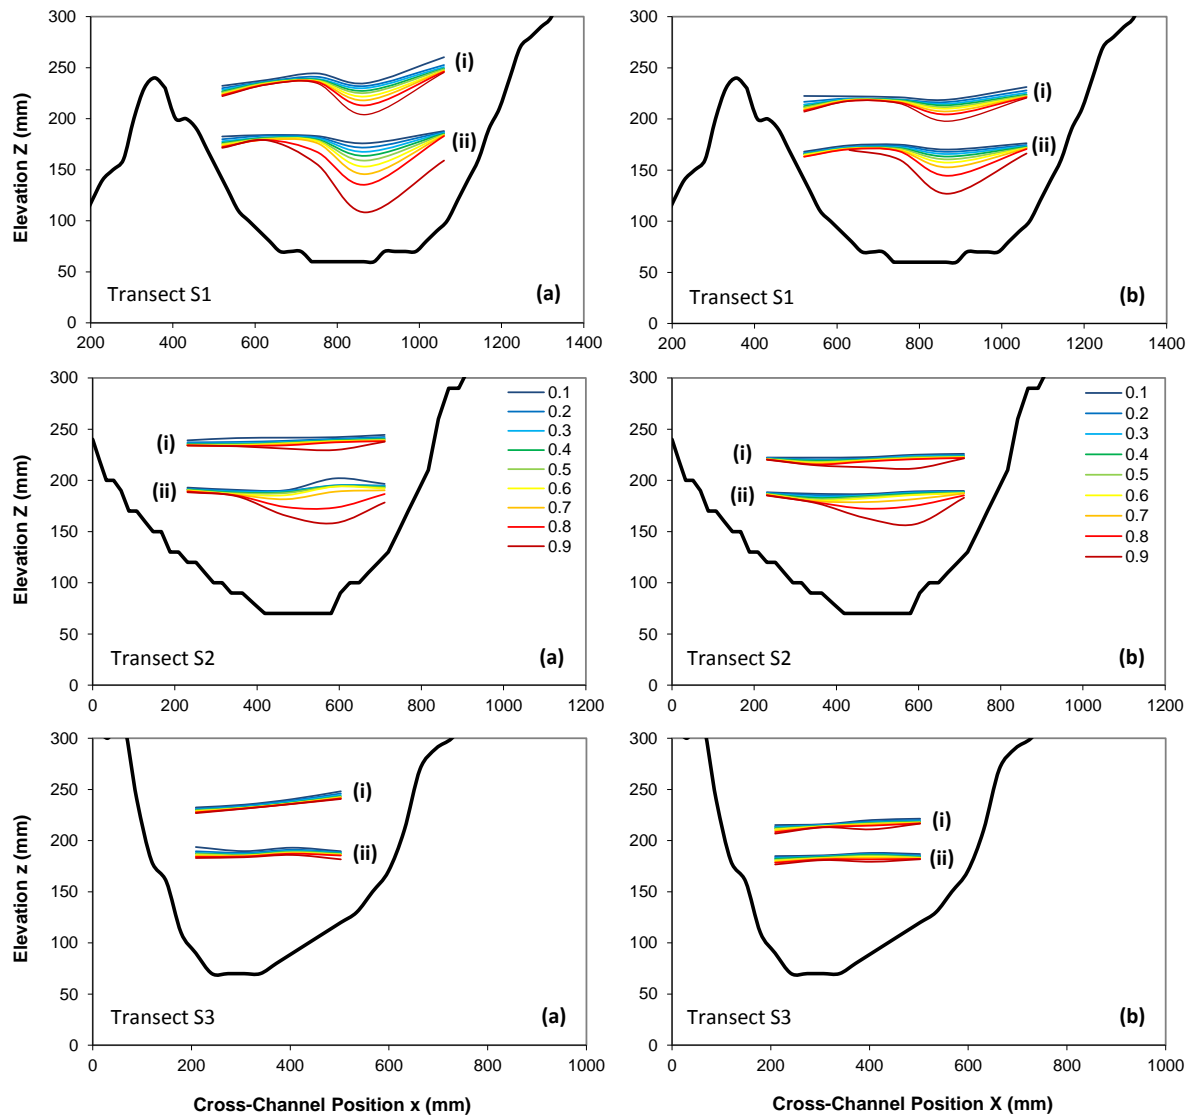 300
250
200
150
100
50
0
Elevation Z (mm)
(i)
(ii)
Transect S1
(a)
200 400 600 800 1000 1200 1400
300
250
200
150
100
50
0
(i)
(ii)
Transect S1
(b)
200 400 600 800 1000 1200 1400
300
250
200
150
100
50
0
Elevation Z (mm)
(i)
(ii)
0.1
0.2
0.3
0.4
0.5
0.6
0.7
0.8
0.9
Transect S2
(a)
0 200 400 600 800 1000 1200
300
250
200
150
100
50
0
(i)
(ii)
0.1
0.2
0.3
0.4
0.5
0.6
0.7
0.8
0.9
Transect S2
(b)
0 200 400 600 800 1000 1200
300
250
200
150
100
50
0
Elevation z (mm)
(i)
(ii)
Transect S3
(a)
0 200 400 600 800 1000
Cross-Channel Position x (mm)
300
250
200
150
100
50
0
(i)
(ii)
Transect S3
(b)
0 200 400 600 800 1000
Cross-Channel Position X (mm)